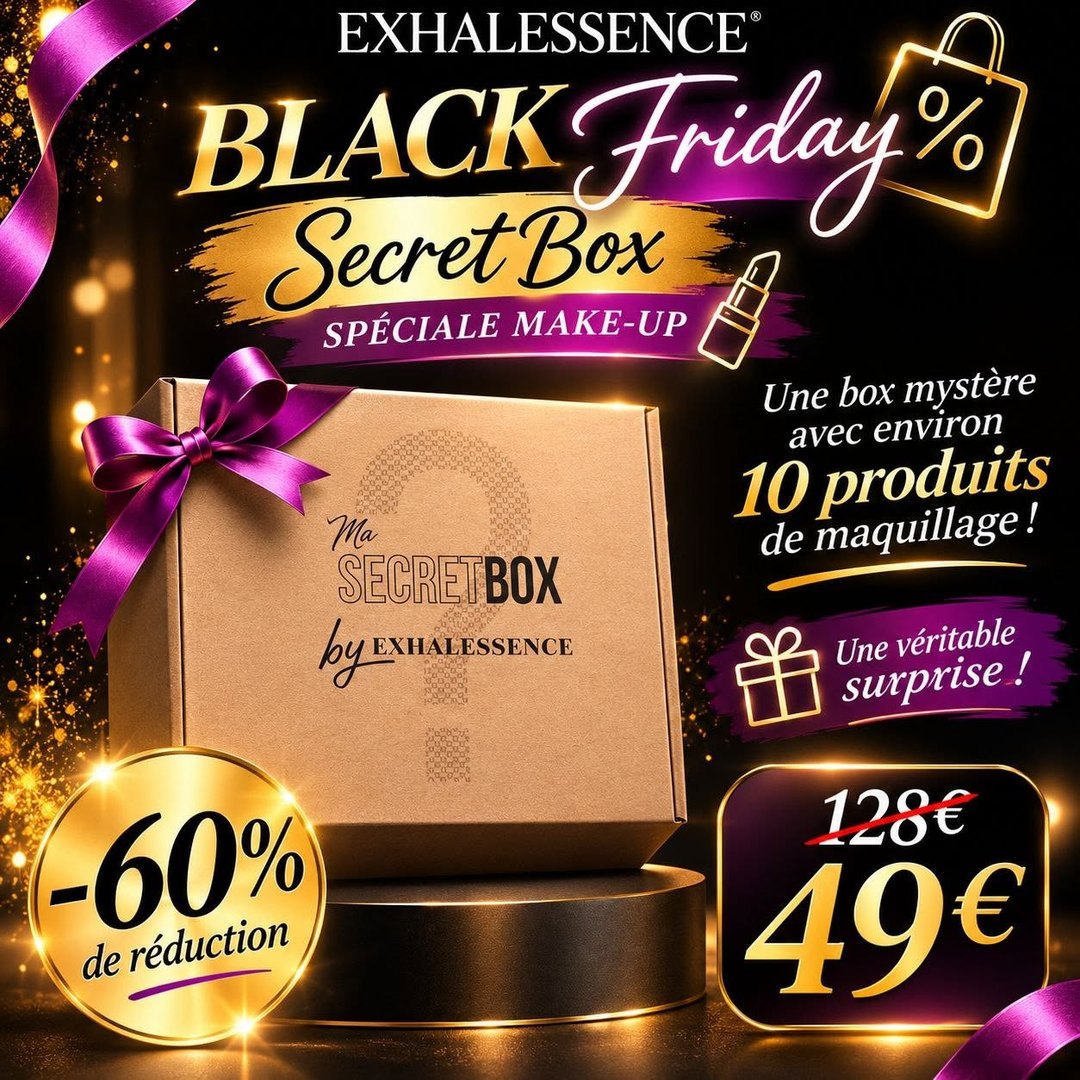 EXHALESSENCE®
BLACK Friday
%
Secret Box
SPÉCIALE MAKE-UP
Une box mystère
avec environ
10 produits
de maquillage !
Ma
SECRETBOX
by EXHALESSENCE
?
Une véritable
surprise !
-60%
de réduction
128€
49€